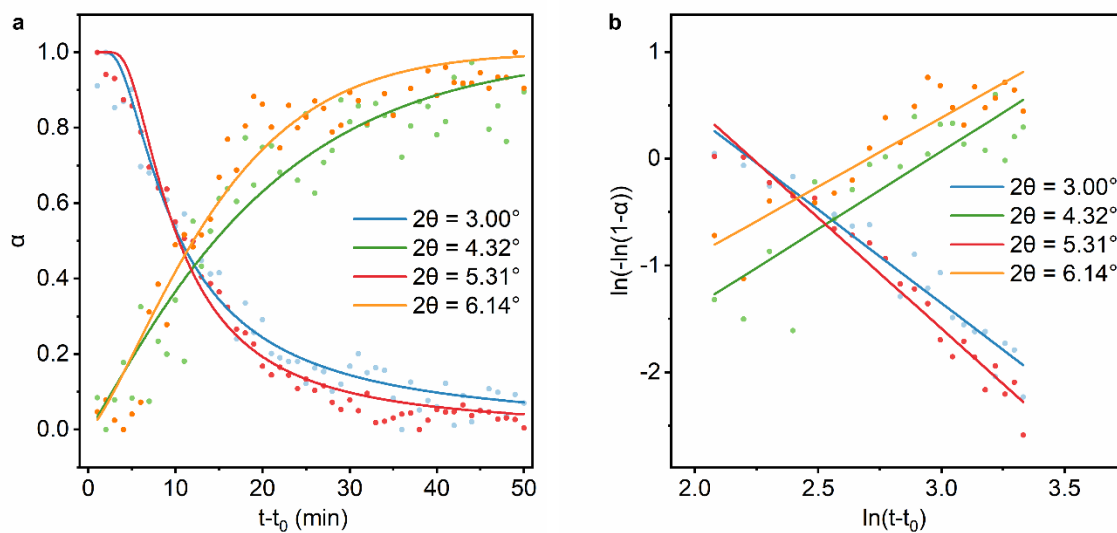 a
α
1.0
0.8
0.6
0.4
0.2
0.0
0
10
20
30
40
50
t-t₀ (min)
2θ = 3.00°
2θ = 4.32°
2θ = 5.31°
2θ = 6.14°
b
ln(-ln(1-α))
1
0
-1
-2
2.0
2.5
3.0
3.5
ln(t-t₀)
2θ = 3.00°
2θ = 4.32°
2θ = 5.31°
2θ = 6.14°